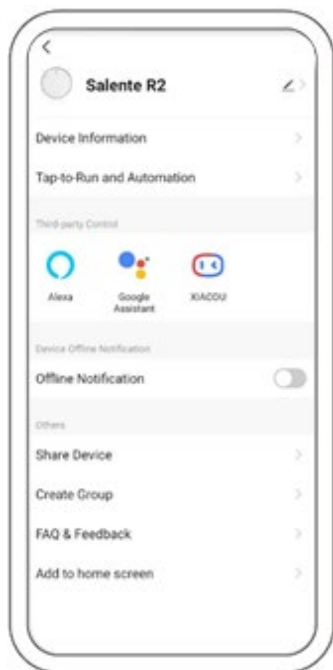 Salente R2
Device Information
Tap-to-Run and Automation
Third-party Control
Alexa
Google
Assistant
XIAODU
Device Offline Notification
Offline Notification
Others
Share Device
Create Group
FAQ & Feedback
Add to home screen